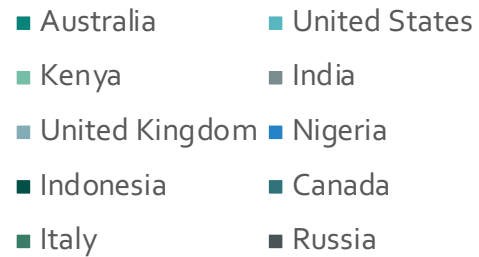 Australia United States
Kenya India
United Kingdom Nigeria
Indonesia Canada
Italy Russia